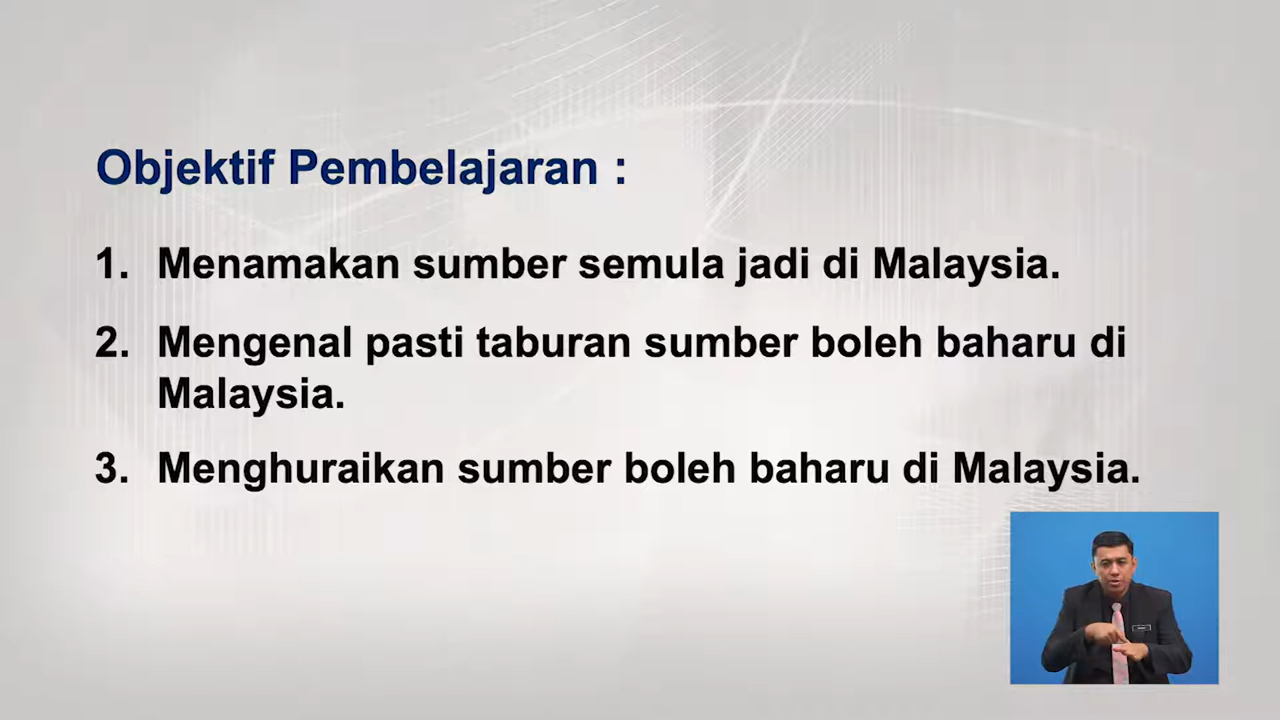 Objektif Pembelajaran :
1. Menamakan sumber semula jadi di Malaysia.
2. Mengenal pasti taburan sumber boleh baharu di
Malaysia.
3. Menghuraikan sumber boleh baharu di Malaysia.